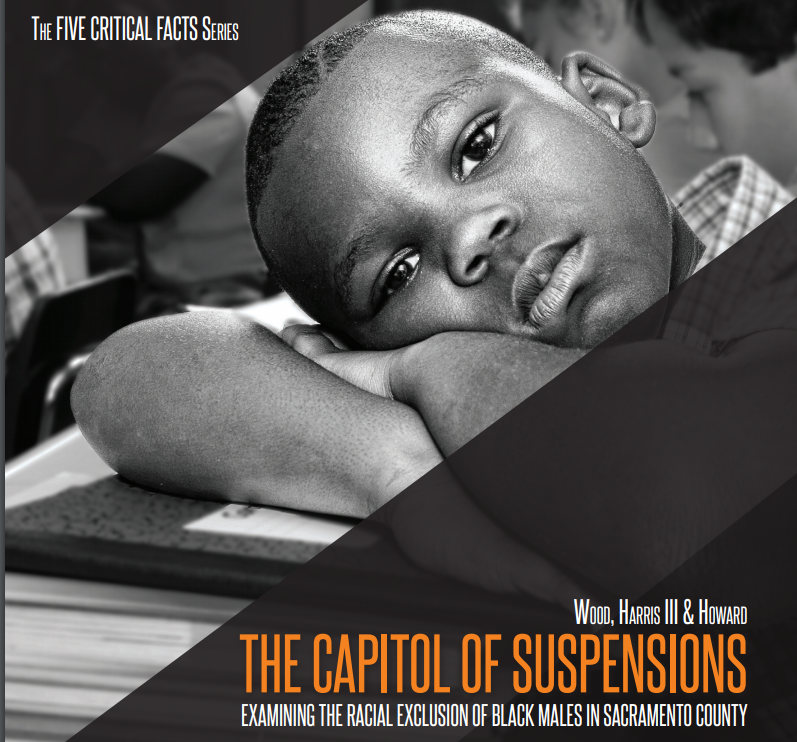 The FIVE CRITICAL FACTS Series
Wood, Harris III & Howard
THE CAPITOL OF SUSPENSIONS
EXAMINING THE RACIAL EXCLUSION OF BLACK MALES IN SACRAMENTO COUNTY